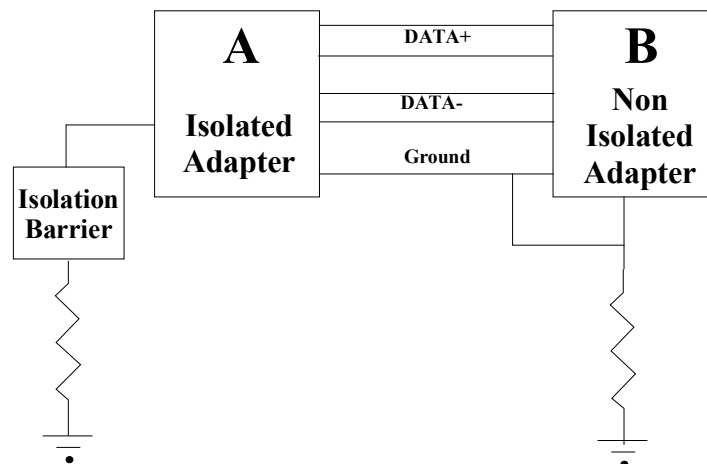 A
Isolated
Adapter
DATA+
DATA-
Ground
B
Non
Isolated
Adapter
Isolation
Barrier